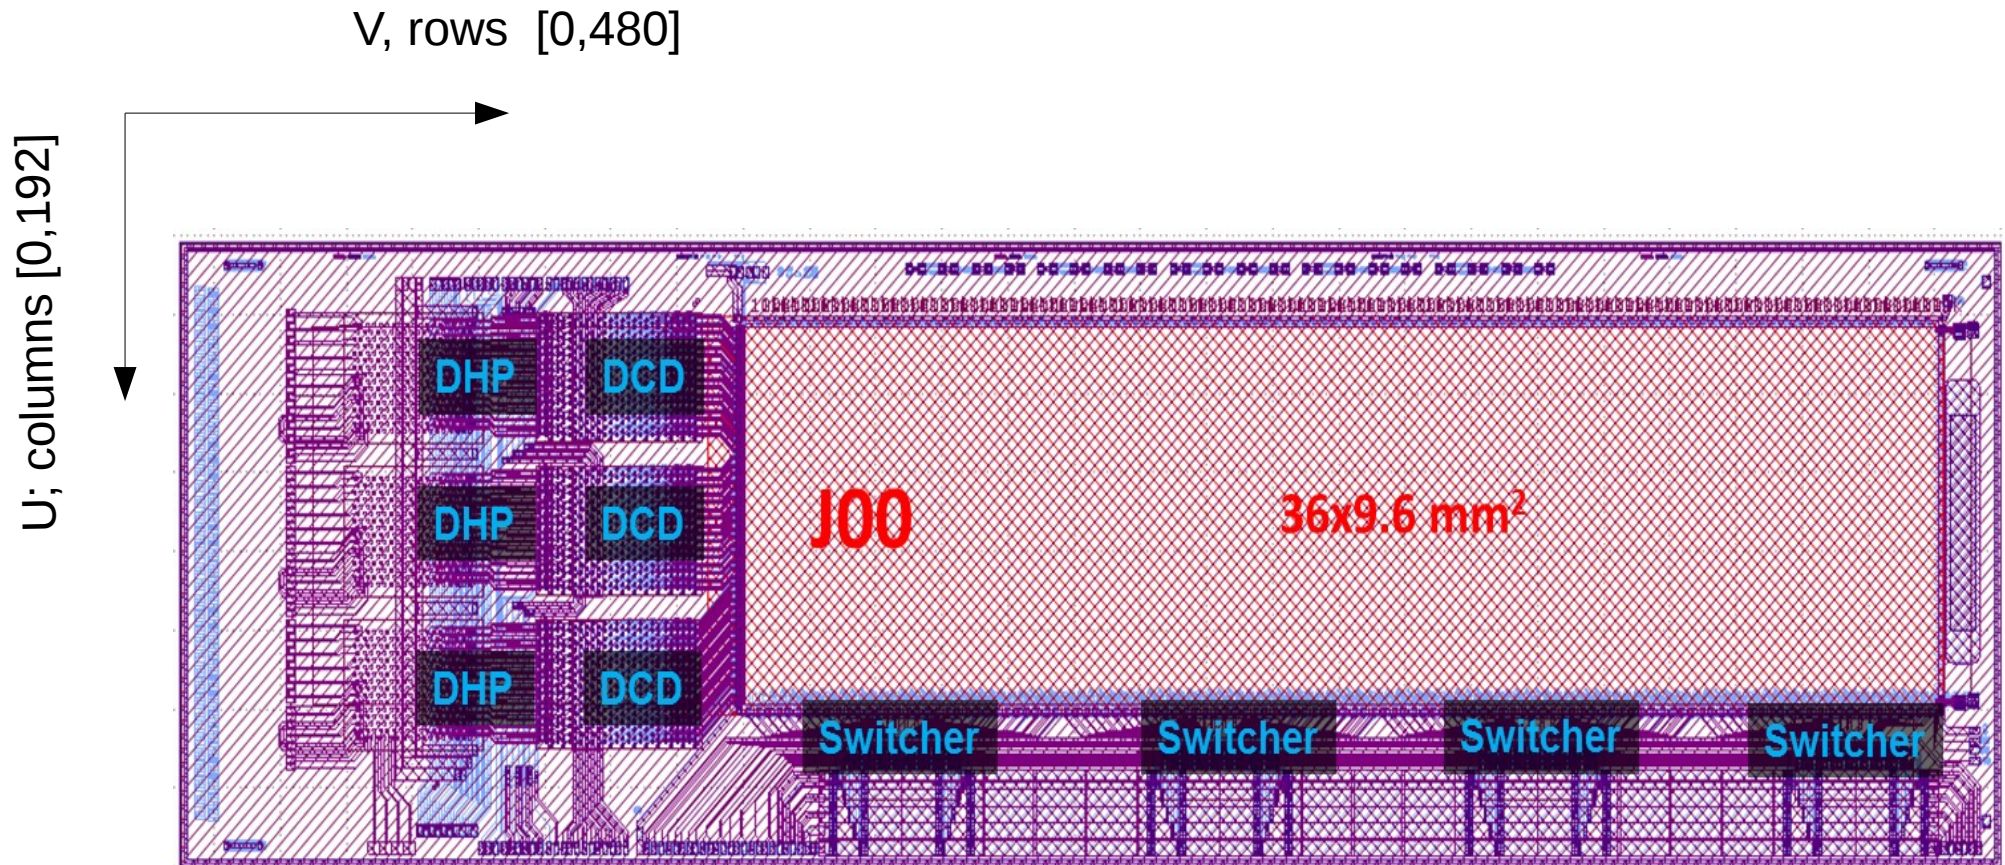 V, rows [0,480]
U; columns [0,192]
DHP DCD
DHP DCD
DHP DCD
J00
36x9.6 mm²
Switcher Switcher Switcher Switcher